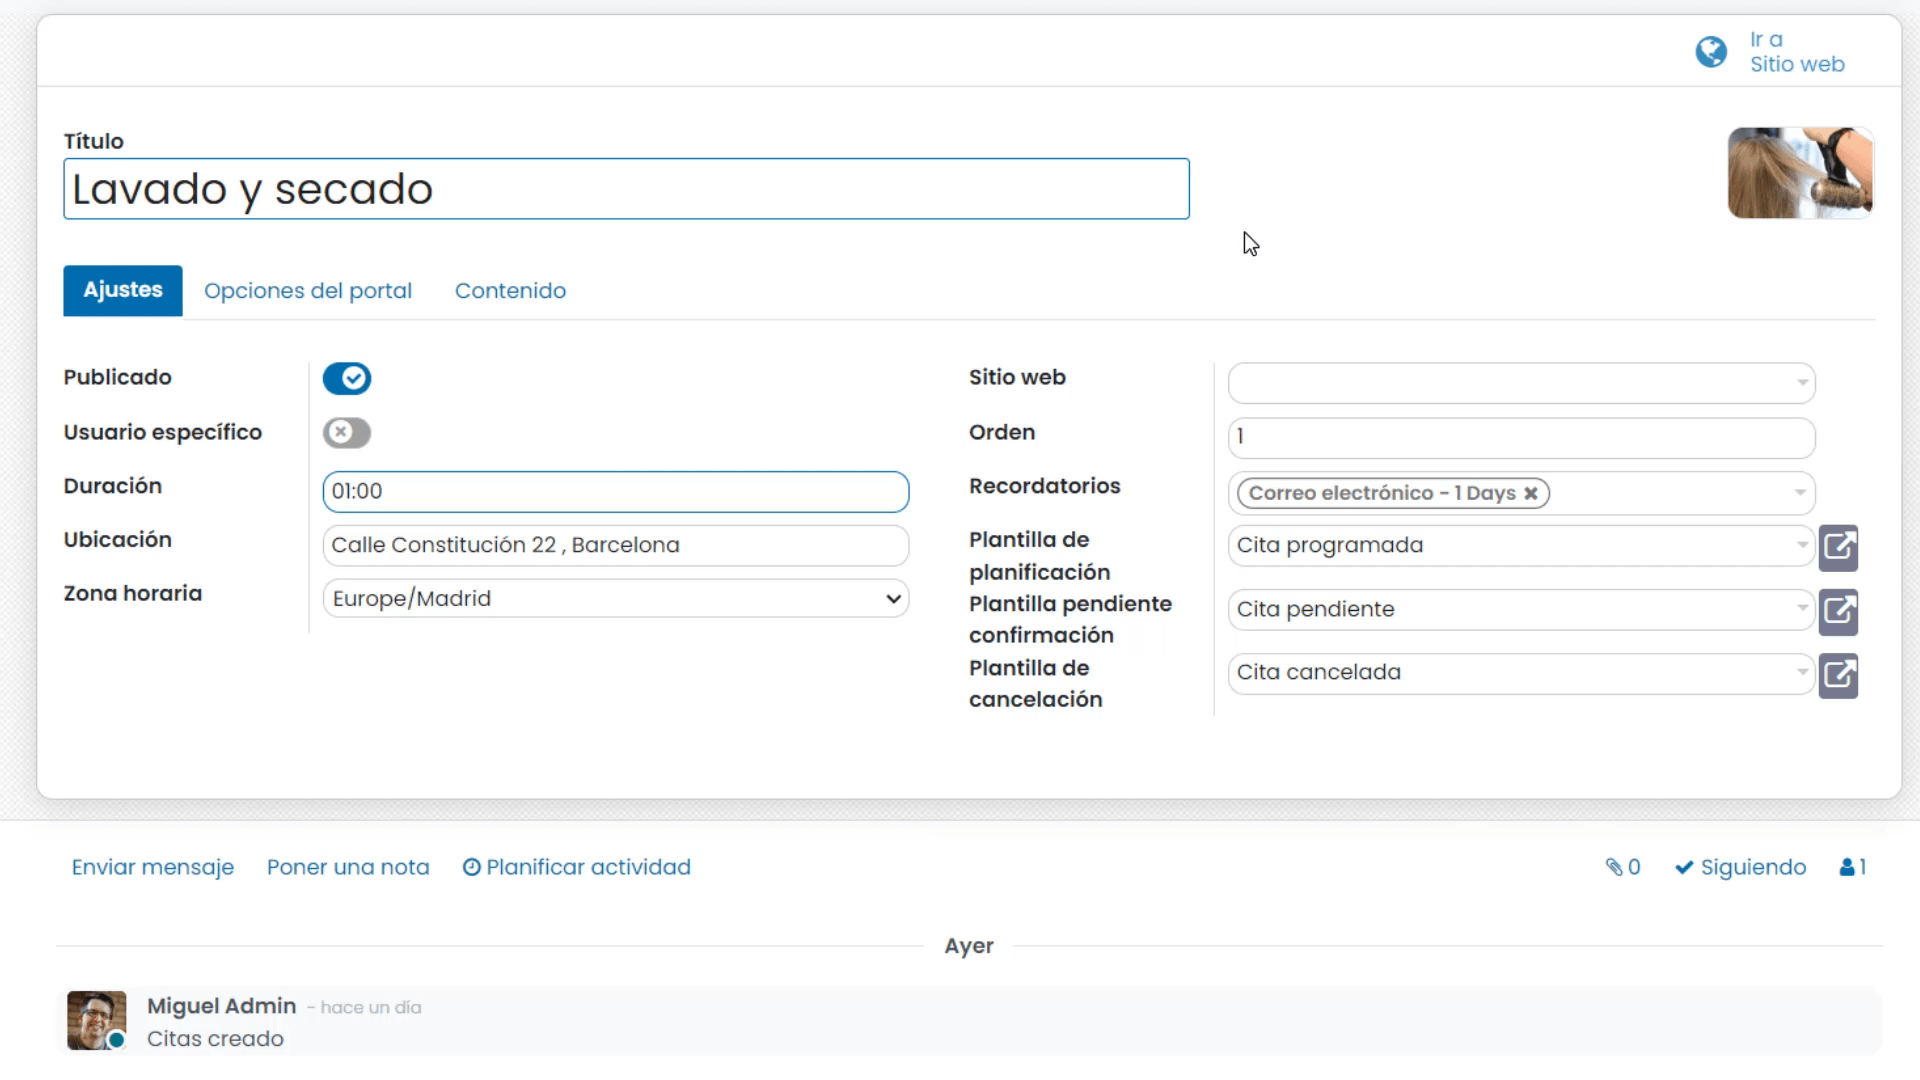 Ir a
Sitio web
Título
Lavado y secado
Ajustes
Opciones del portal
Contenido
Publicado
Usuario específico
Duración
01:00
Ubicación
Calle Constitución 22 , Barcelona
Zona horaria
Europe/Madrid
Sitio web
Orden
1
Recordatorios
Correo electrónico - 1 Days ✖
Plantilla de
planificación
Cita programada
Plantilla pendiente
confirmación
Cita pendiente
Plantilla de
cancelación
Cita cancelada
Enviar mensaje
Poner una nota
Planificar actividad
0
Siguiendo
1
Ayer
Miguel Admin - hace un día
Citas creado